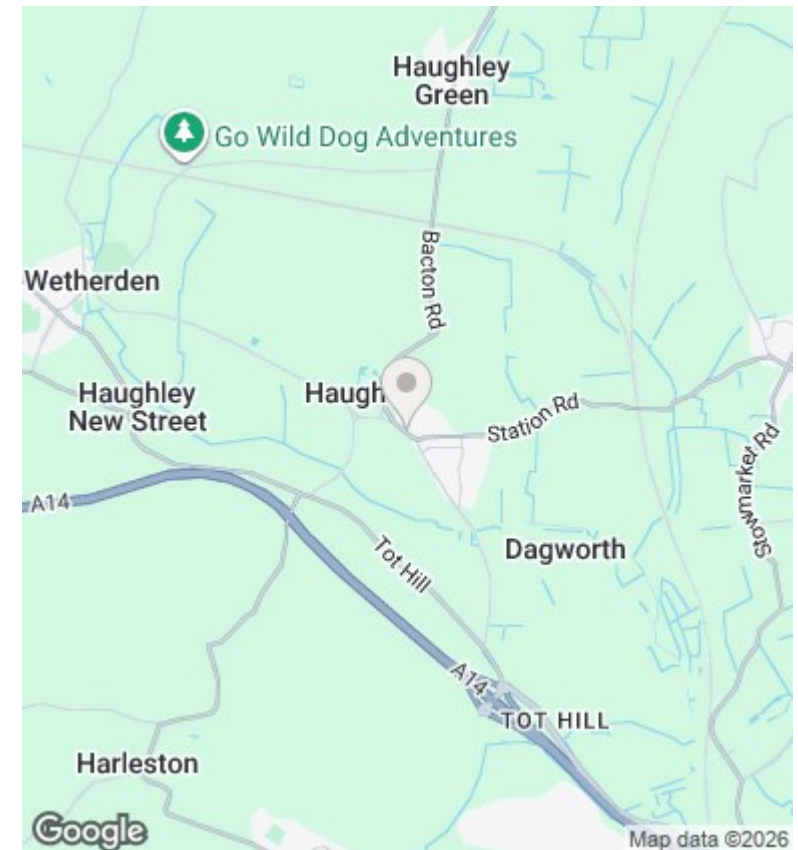 Haughley
Green
Go Wild Dog Adventures
Bacton Rd
Wetherden
Haugh
Haughley
New Street
Station Rd
Stowmarket Rd
A14
Dagworth
Tot Hill
A14
TOT HILL
Harleston
Google
Map data ©2026